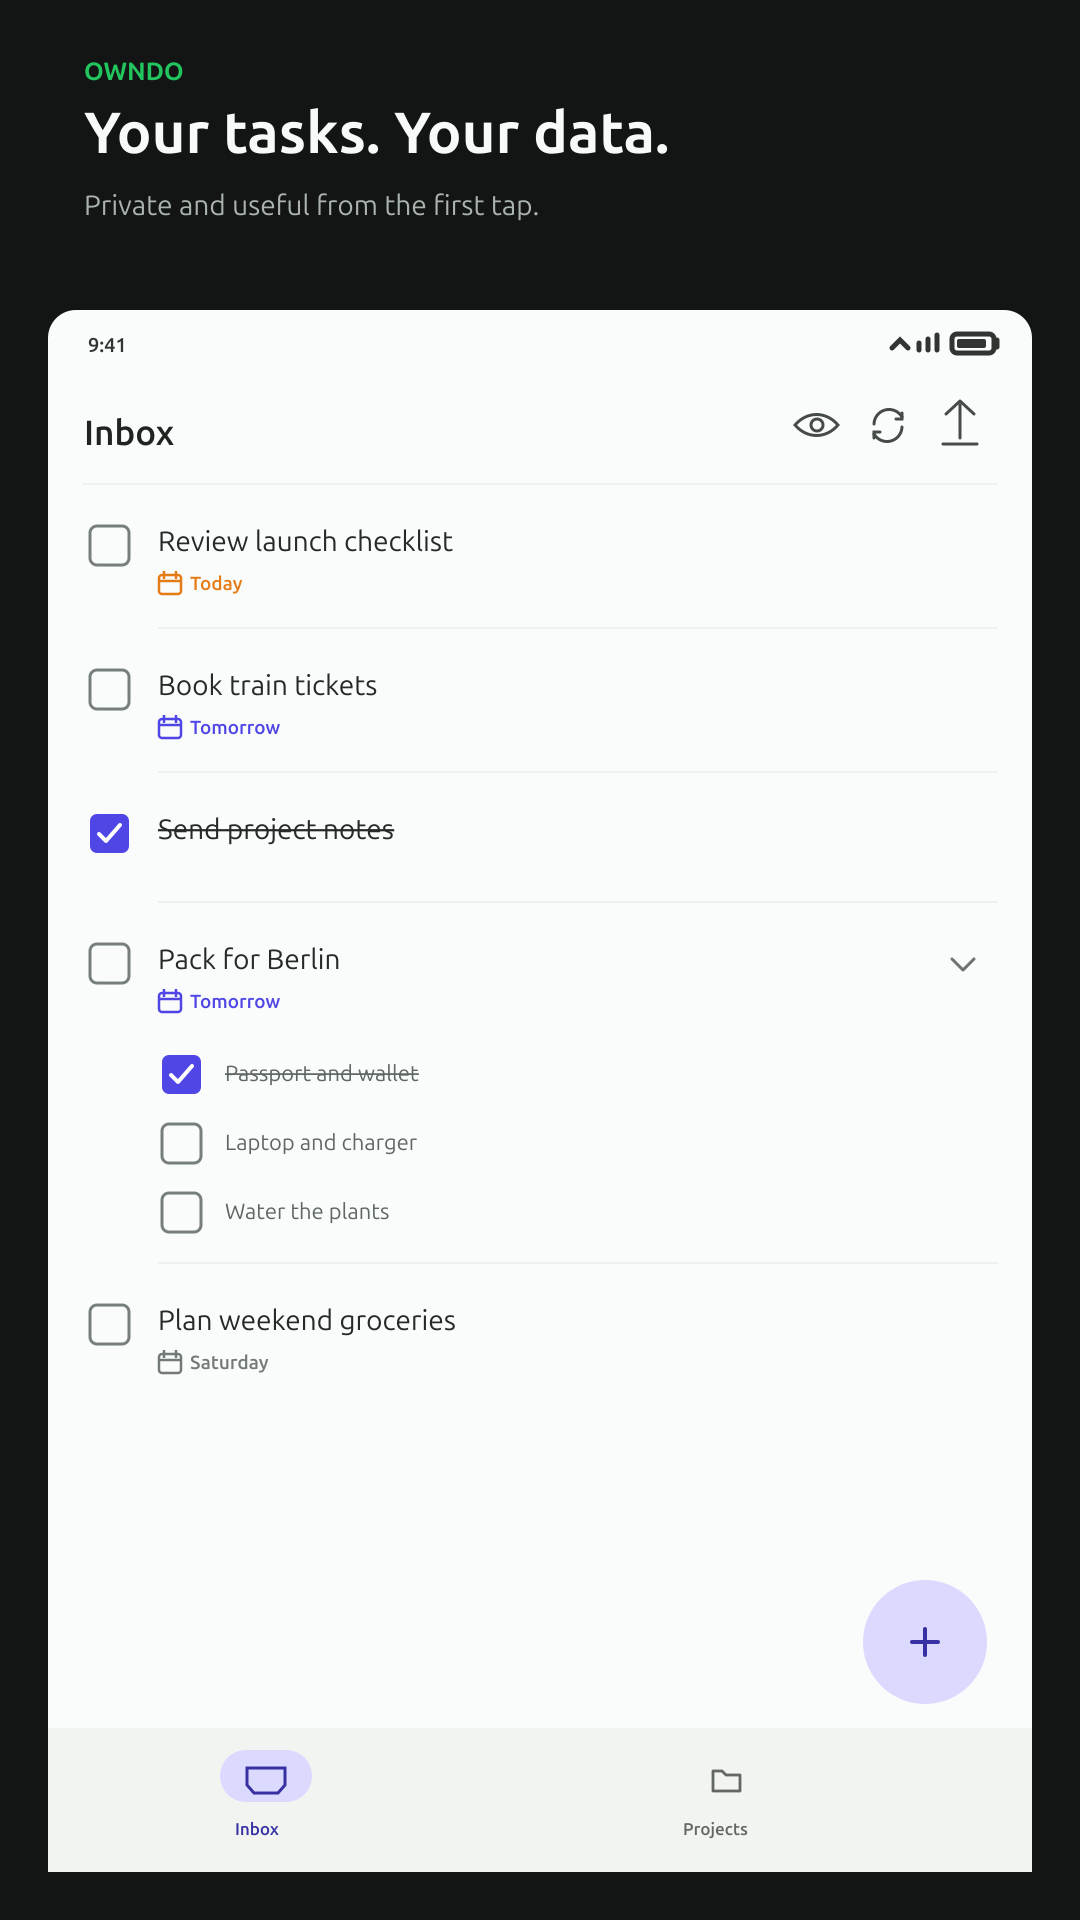 OWNDO
Your tasks. Your data.
Private and useful from the first tap.
9:41
Inbox
Review launch checklist
Today
Book train tickets
Tomorrow
Send project notes
Pack for Berlin
Tomorrow
Passport and wallet
Laptop and charger
Water the plants
Plan weekend groceries
Saturday
Inbox
Projects